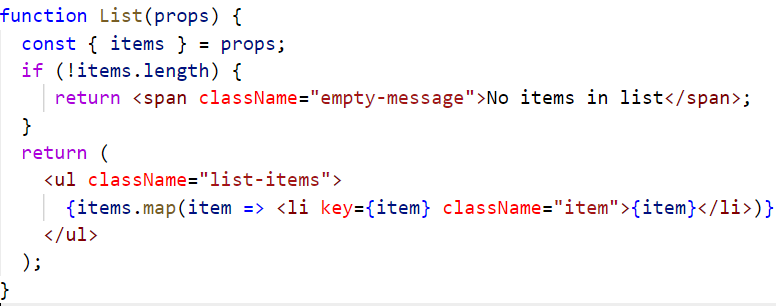 function List(props) {
const { items } = props;
if (!items.length) {
return <span className="empty-message">No items in list</span>;
}
return (
<ul className="list-items">
{items.map(item => <li key={item} className="item">{item}</li>)}
</ul>
);
}